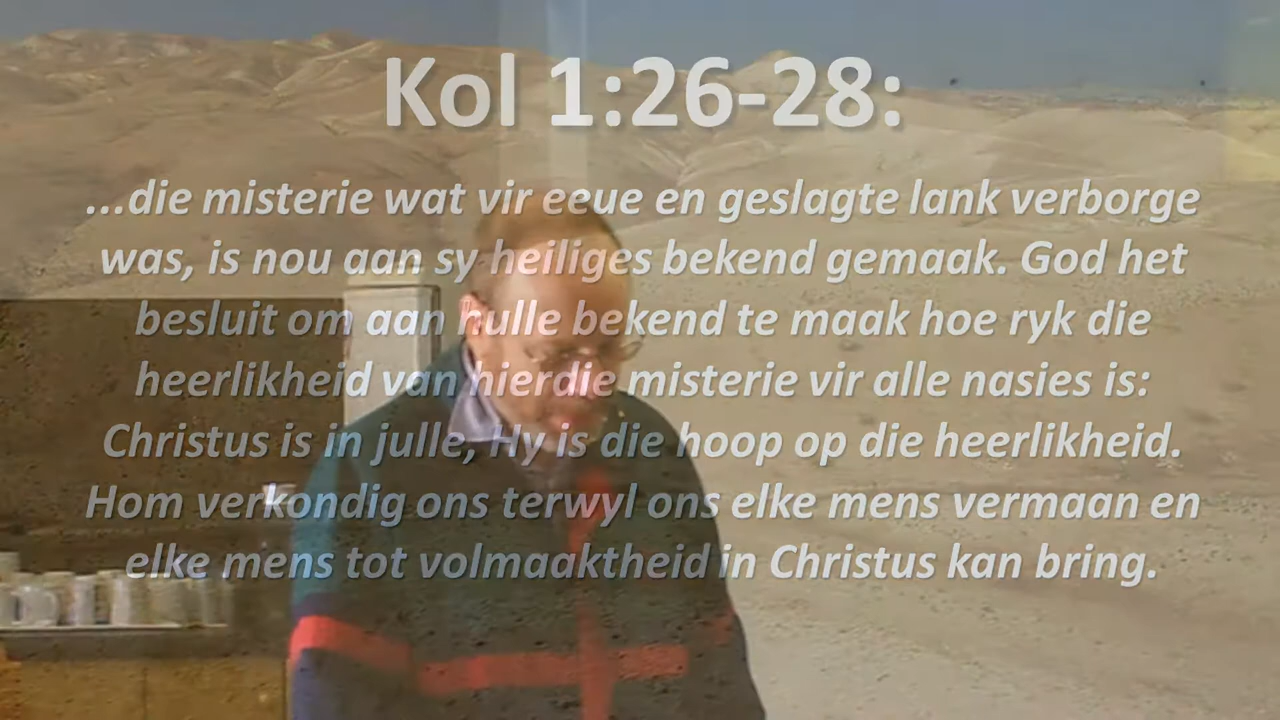 Kol 1:26-28:
...die misterie wat vir eeue en geslagte lank verborge
was, is nou aan sy heiliges bekend gemaak. God het
besluit om aan hulle bekend te maak hoe ryk die
heerlikheid van hierdie misterie vir alle nasies is:
Christus is in julle, Hy is die hoop op die heerlikheid.
Hom verkondig ons terwyl ons elke mens vermaan en
elke mens tot volmaaktheid in Christus kan bring.